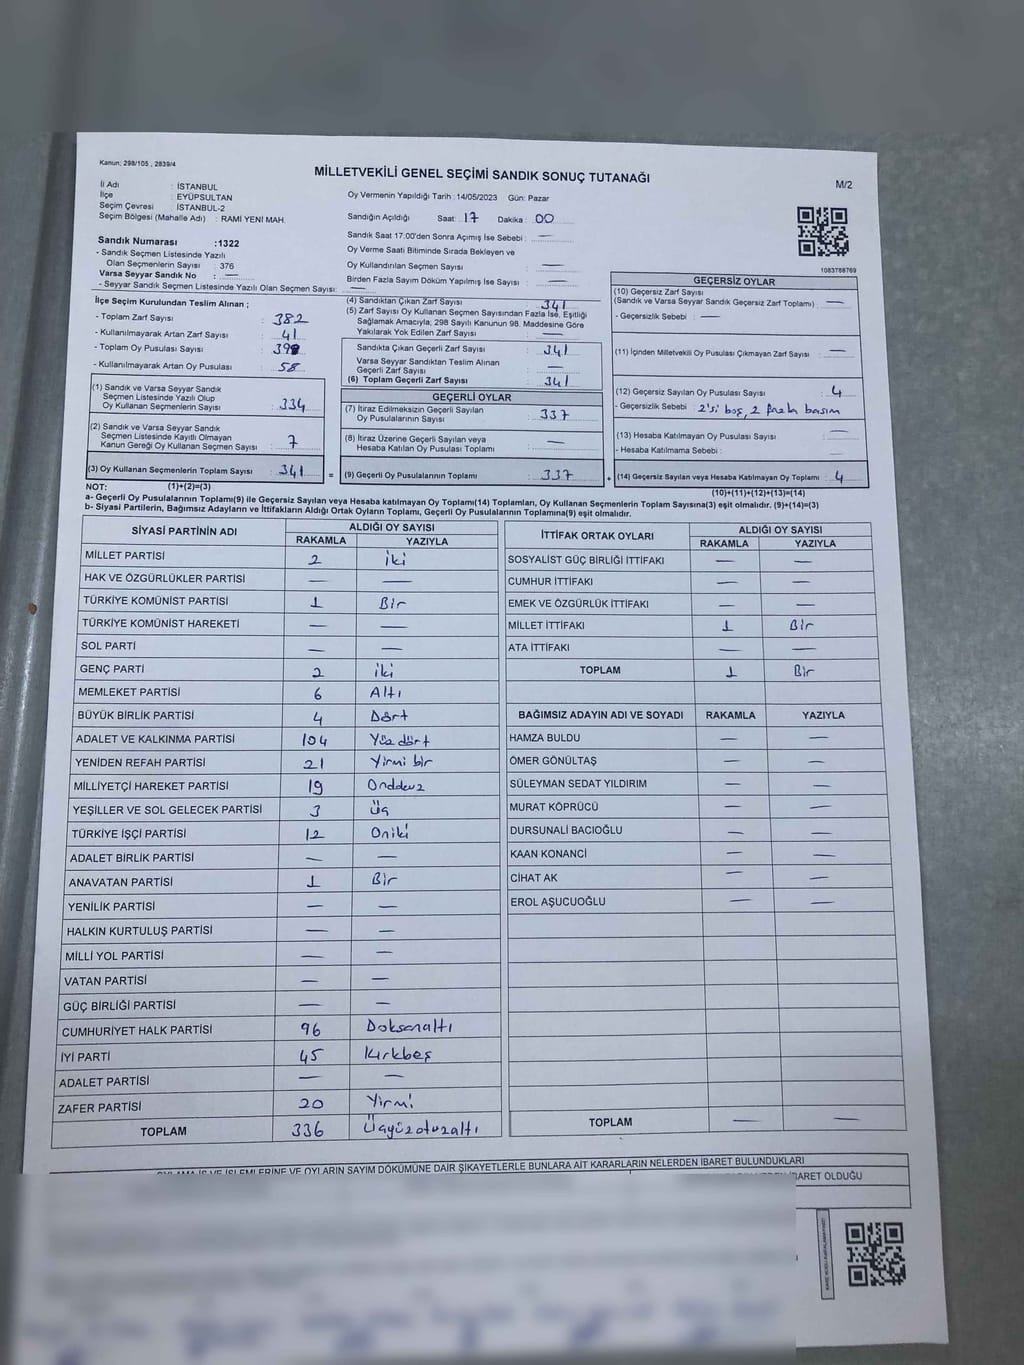 Kanun: 298/105 , 2839/4
MİLLETVEKİLİ GENEL SEÇİMİ SANDIK SONUÇ TUTANAĞI
M/2
İl Adı : İSTANBUL
İlçe : EYÜPSULTAN
Seçim Çevresi : İSTANBUL-2
Seçim Bölgesi (Mahalle Adı) : RAMİ YENİ MAH.
Oy Vermenin Yapıldığı Tarih : 14/05/2023 Gün: Pazar
Sandığın Açıldığı Saat : 17 Dakika : 00
Sandık Saat 17:00'den Sonra Açımış İse Sebebi : —
Oy Verme Saati Bitiminde Sırada Bekleyen ve
Oy Kullandırılan Seçmen Sayısı —
Birden Fazla Sayım Döküm Yapılmış İse Sayısı : —
Sandık Numarası :1322
- Sandık Seçmen Listesinde Yazılı
Olan Seçmenlerin Sayısı : 376
Varsa Seyyar Sandık No : —
- Seyyar Sandık Seçmen Listesinde Yazılı Olan Seçmen Sayısı: —
1083788769
İlçe Seçim Kurulundan Teslim Alınan ;
- Toplam Zarf Sayısı : 382
- Kullanılmayarak Artan Zarf Sayısı : 41
- Toplam Oy Pusulası Sayısı : 399
- Kullanılmayarak Artan Oy Pusulası : 58
(1) Sandık ve Varsa Seyyar Sandık
Seçmen Listesinde Yazılı Olup
Oy Kullanan Seçmenlerin Sayısı : 334
(2) Sandık ve Varsa Seyyar Sandık
Seçmen Listesinde Kayıtlı Olmayan
Kanun Gereği Oy Kullanan Seçmen Sayısı : 7
(3) Oy Kullanan Seçmenlerin Toplam Sayısı : 341
(4) Sandıktan Çıkan Zarf Sayısı : 341
(5) Zarf Sayısı Oy Kullanan Seçmen Sayısından Fazla İse, Eşitliği
Sağlamak Amacıyla; 298 Sayılı Kanunun 98. Maddesine Göre
Yakılarak Yok Edilen Zarf Sayısı : —
Sandıkta Çıkan Geçerli Zarf Sayısı : 341
Varsa Seyyar Sandıktan Teslim Alınan
Geçerli Zarf Sayısı : —
(6) Toplam Geçerli Zarf Sayısı : 341
GEÇERLİ OYLAR
(7) İtiraz Edilmeksizin Geçerli Sayılan
Oy Pusulalarının Sayısı : 337
(8) İtiraz Üzerine Geçerli Sayılan veya
Hesaba Katılan Oy Pusulası Toplamı : —
= (9) Geçerli Oy Pusulalarının Toplamı : 337
GEÇERSİZ OYLAR
(10) Geçersiz Zarf Sayısı
(Sandık ve Varsa Seyyar Sandık Geçersiz Zarf Toplamı) : —
- Geçersizlik Sebebi : —
(11) İçinden Milletvekili Oy Pusulası Çıkmayan Zarf Sayısı : —
(12) Geçersiz Sayılan Oy Pusulası Sayısı : 4
- Geçersizlik Sebebi : 2'si boş, 2 fazla basım
(13) Hesaba Katılmayan Oy Pusulası Sayısı : —
- Hesaba Katılmama Sebebi : —
+ (14) Geçersiz Sayılan veya Hesaba Katılmayan Oy Toplamı : 4
NOT: (1)+(2)=(3) (10)+(11)+(12)+(13)=(14)
a- Geçerli Oy Pusulalarının Toplamı(9) ile Geçersiz Sayılan veya Hesaba katılmayan Oy Toplamı(14) Toplamları, Oy Kullanan Seçmenlerin Toplam Sayısına(3) eşit olmalıdır. (9)+(14)=(3)
b- Siyasi Partilerin, Bağımsız Adayların ve İttifakların Aldığı Ortak Oyların Toplamı, Geçerli Oy Pusulalarının Toplamına(9) eşit olmalıdır.
SİYASİ PARTİNİN ADI ALDIĞI OY SAYISI
RAKAMLA YAZIYLA
MİLLET PARTİSİ 2 iki
HAK VE ÖZGÜRLÜKLER PARTİSİ — —
TÜRKİYE KOMÜNİST PARTİSİ 1 Bir
TÜRKİYE KOMÜNİST HAREKETİ — —
SOL PARTİ — —
GENÇ PARTİ 2 iki
MEMLEKET PARTİSİ 6 Altı
BÜYÜK BİRLİK PARTİSİ 4 Dört
ADALET VE KALKINMA PARTİSİ 104 Yüz dört
YENİDEN REFAH PARTİSİ 21 Yirmi bir
MİLLİYETÇİ HAREKET PARTİSİ 19 Ondokuz
YEŞİLLER VE SOL GELECEK PARTİSİ 3 Üç
TÜRKİYE İŞÇİ PARTİSİ 12 Oniki
ADALET BİRLİK PARTİSİ — —
ANAVATAN PARTİSİ 1 Bir
YENİLİK PARTİSİ — —
HALKIN KURTULUŞ PARTİSİ — —
MİLLİ YOL PARTİSİ — —
VATAN PARTİSİ — —
GÜÇ BİRLİĞİ PARTİSİ — —
CUMHURİYET HALK PARTİSİ 96 Doksanaltı
İYİ PARTİ 45 Kırkbeş
ADALET PARTİSİ — —
ZAFER PARTİSİ 20 Yirmi
TOPLAM 336 Üçyüzotuzaltı
İTTİFAK ORTAK OYLARI ALDIĞI OY SAYISI
RAKAMLA YAZIYLA
SOSYALİST GÜÇ BİRLİĞİ İTTİFAKI — —
CUMHUR İTTİFAKI — —
EMEK VE ÖZGÜRLÜK İTTİFAKI — —
MİLLET İTTİFAKI 1 Bir
ATA İTTİFAKI — —
TOPLAM 1 Bir
BAĞIMSIZ ADAYIN ADI VE SOYADI RAKAMLA YAZIYLA
HAMZA BULDU — —
ÖMER GÖNÜLTAŞ — —
SÜLEYMAN SEDAT YILDIRIM — —
MURAT KÖPRÜCÜ — —
DURSUNALİ BACIOĞLU — —
KAAN KONANCİ — —
CİHAT AK — —
EROL AŞUCUOĞLU — —
TOPLAM — —
OYLAMA İŞ VE İŞLEMLERİNE VE OYLARIN SAYIM DÖKÜMÜNE DAİR ŞİKAYETLERLE BUNLARA AİT KARARLARIN NELERDEN İBARET BULUNDUKLARI
İBARET OLDUĞU